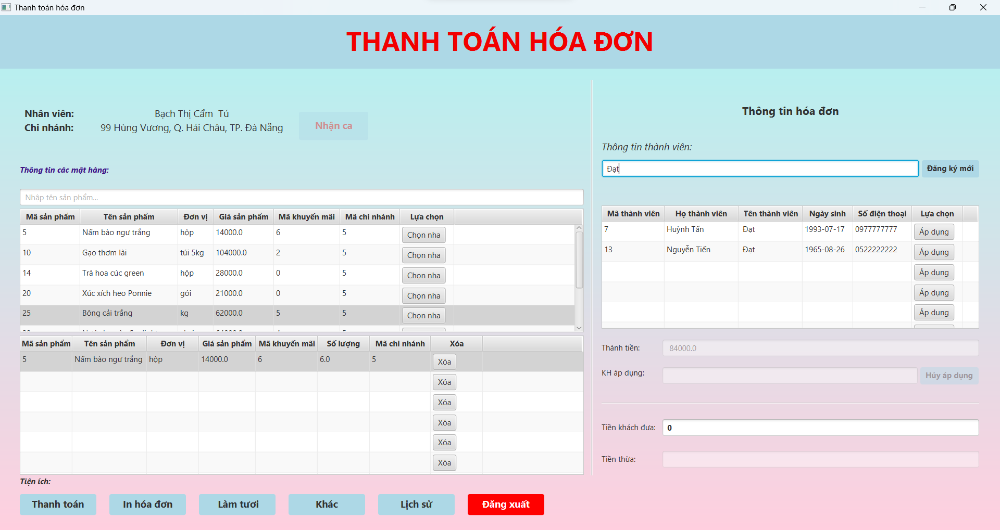 Thanh toán hóa đơn
THANH TOÁN HÓA ĐƠN
Nhân viên: Bạch Thị Cẩm Tú
Chi nhánh: 99 Hùng Vương, Q. Hải Châu, TP. Đà Nẵng
Nhận ca
Thông tin các mặt hàng:
Nhập tên sản phẩm...
Mã sản phẩm Tên sản phẩm Đơn vị Giá sản phẩm Mã khuyến mãi Mã chi nhánh Lựa chọn
5 Nấm bào ngư trắng hộp 14000.0 6 5 Chọn nha
10 Gạo thơm lài túi 5kg 104000.0 2 5 Chọn nha
14 Trà hoa cúc green hộp 28000.0 0 5 Chọn nha
20 Xúc xích heo Ponnie gói 21000.0 0 5 Chọn nha
25 Bông cải trắng kg 62000.0 5 5 Chọn nha
Mã sản phẩm Tên sản phẩm Đơn vị Giá sản phẩm Mã khuyến mãi Số lượng Mã chi nhánh Xóa
5 Nấm bào ngư trắng hộp 14000.0 6 6.0 5 Xóa
Xóa
Xóa
Xóa
Xóa
Xóa
Tiện ích:
Thanh toán In hóa đơn Làm tươi Khác Lịch sử Đăng xuất
Thông tin hóa đơn
Thông tin thành viên:
Đạt Đăng ký mới
Mã thành viên Họ thành viên Tên thành viên Ngày sinh Số điện thoại Lựa chọn
7 Huỳnh Tấn Đạt 1993-07-17 0977777777 Áp dụng
13 Nguyễn Tiến Đạt 1965-08-26 0522222222 Áp dụng
Áp dụng
Áp dụng
Áp dụng
Thành tiền: 84000.0
KH áp dụng: Hủy áp dụng
Tiền khách đưa: 0
Tiền thừa: